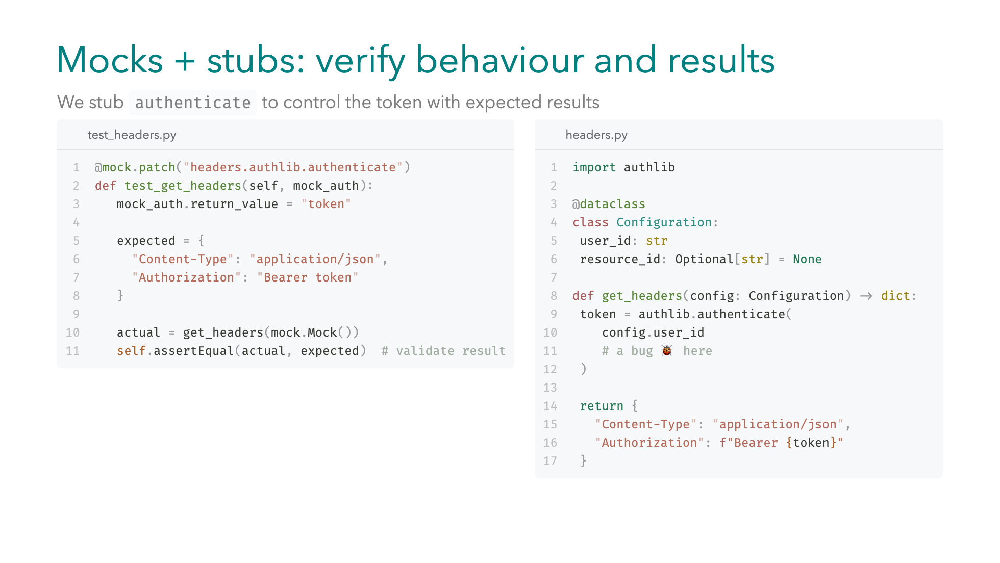 Mocks + stubs: verify behaviour and results
We stub authenticate to control the token with expected results
test_headers.py
1 @mock.patch("headers.authlib.authenticate")
2 def test_get_headers(self, mock_auth):
3    mock_auth.return_value = "token"
4
5    expected = {
6      "Content-Type": "application/json",
7      "Authorization": "Bearer token"
8    }
9
10    actual = get_headers(mock.Mock())
11    self.assertEqual(actual, expected)  # validate result
headers.py
1 import authlib
2
3 @dataclass
4 class Configuration:
5  user_id: str
6  resource_id: Optional[str] = None
7
8 def get_headers(config: Configuration) → dict:
9  token = authlib.authenticate(
10     config.user_id
11     # a bug 🐞 here
12  )
13
14  return {
15    "Content-Type": "application/json",
16    "Authorization": f"Bearer {token}"
17  }